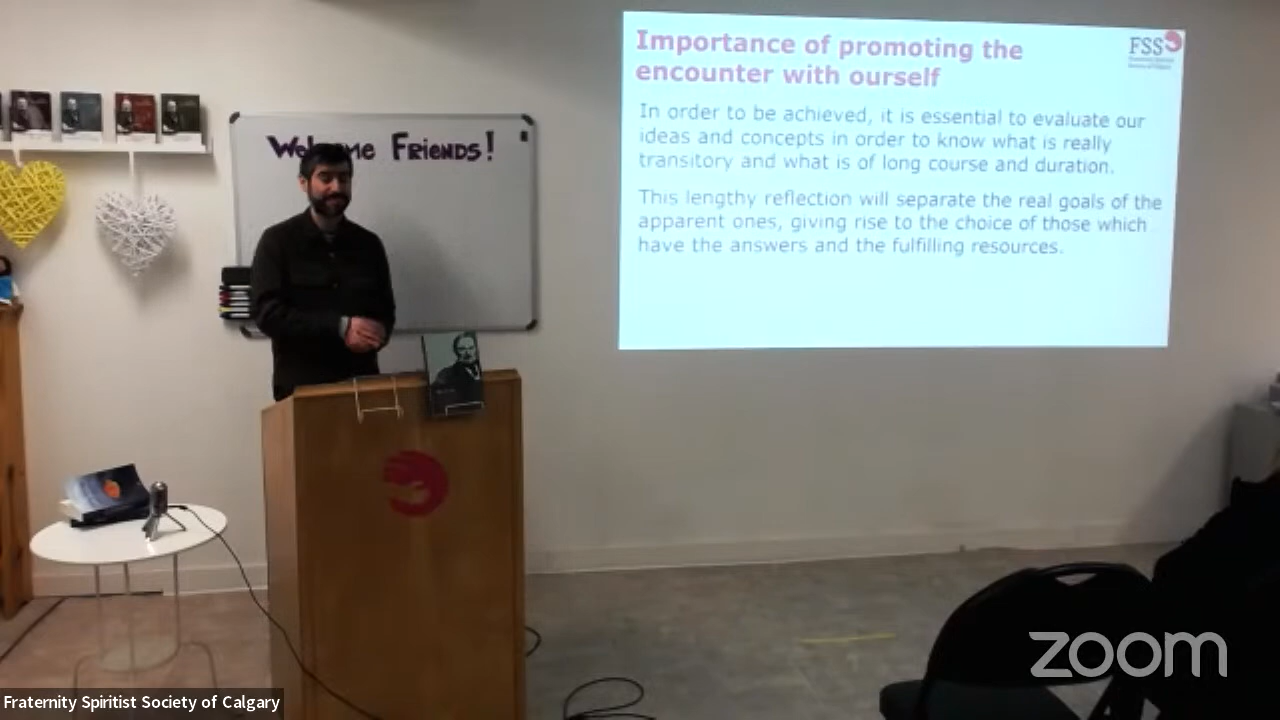 Welcome FRIENDS!
Importance of promoting the
encounter with ourself
FSS
In order to be achieved, it is essential to evaluate our
ideas and concepts in order to know what is really
transitory and what is of long course and duration.
This lengthy reflection will separate the real goals of the
apparent ones, giving rise to the choice of those which
have the answers and the fulfilling resources.
zoom
Fraternity Spiritist Society of Calgary